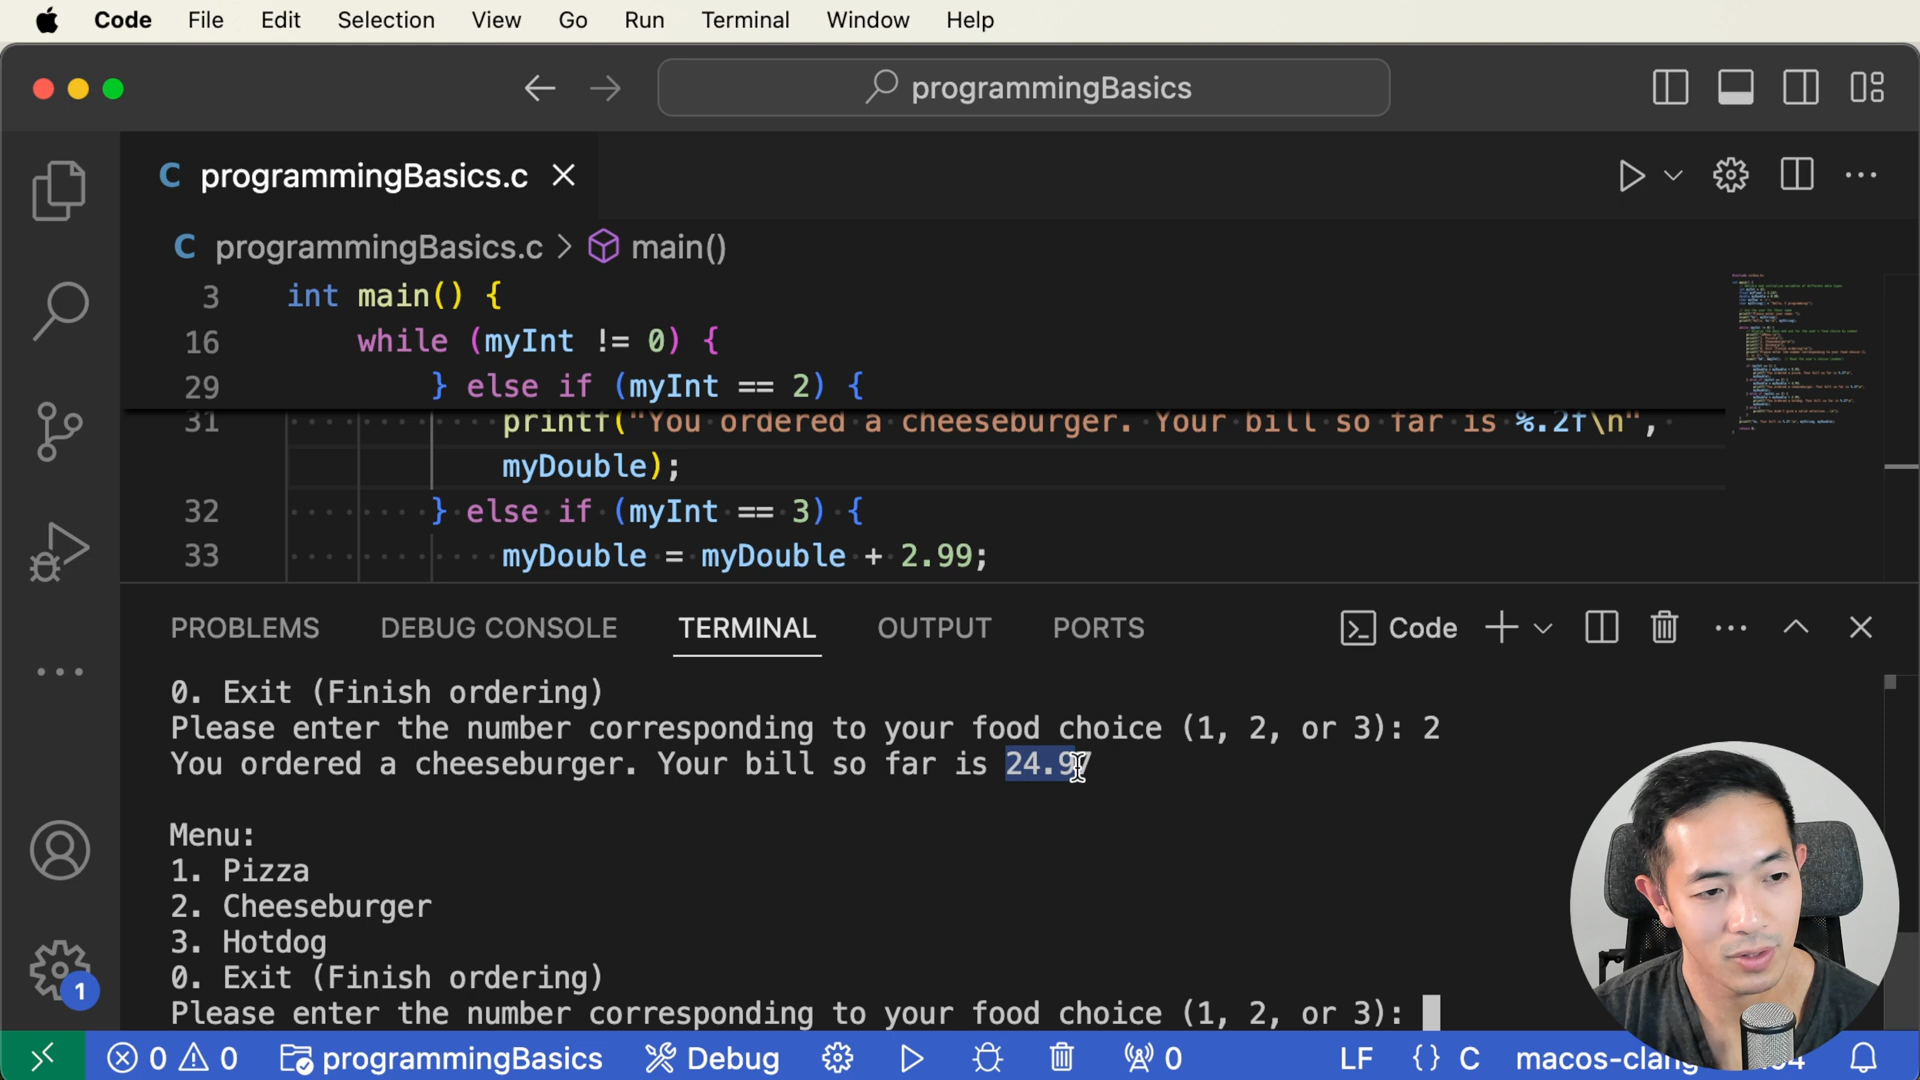 Code File Edit Selection View Go Run Terminal Window Help
programmingBasics
C programmingBasics.c
C programmingBasics.c > main()
3 int main() {
16 while (myInt != 0) {
29 } else if (myInt == 2) {
31 printf("You ordered a cheeseburger. Your bill so far is %.2f\n",
myDouble);
32 } else if (myInt == 3) {
33 myDouble = myDouble + 2.99;
PROBLEMS DEBUG CONSOLE TERMINAL OUTPUT PORTS Code
0. Exit (Finish ordering)
Please enter the number corresponding to your food choice (1, 2, or 3): 2
You ordered a cheeseburger. Your bill so far is 24.97
Menu:
1. Pizza
2. Cheeseburger
3. Hotdog
0. Exit (Finish ordering)
Please enter the number corresponding to your food choice (1, 2, or 3):
1
0 0 programmingBasics Debug 0 LF {} C macos-clang